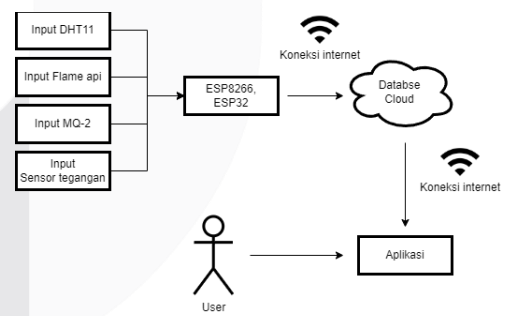 Input DHT11
Input Flame api
Input MQ-2
Input
Sensor tegangan
ESP8266,
ESP32
Koneksi internet
Databse
Cloud
Koneksi internet
Aplikasi
User